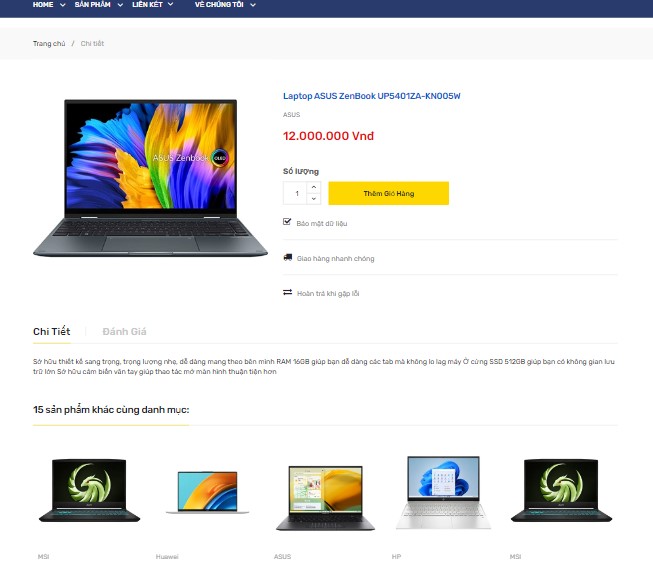 HOME SẢN PHẨM LIÊN KẾT VỀ CHÚNG TÔI
Trang chủ / Chi tiết
Laptop ASUS ZenBook UP5401ZA-KN005W
ASUS
12.000.000 Vnđ
Số lượng
1
Thêm Giỏ Hàng
Bảo mật dữ liệu
Giao hàng nhanh chóng
Hoàn trả khi gặp lỗi
ASUS Zenbook OLED
Chi Tiết Đánh Giá
Sở hữu thiết kế sang trọng, trọng lượng nhẹ, dễ dàng mang theo bên mình RAM 16GB giúp bạn dễ dàng các tab mà không lo lag máy Ở cứng SSD 512GB giúp bạn có không gian lưu
trữ lớn Sở hữu cảm biến vân tay giúp thao tác mở màn hình thuận tiện hơn
15 sản phẩm khác cùng danh mục:
MSI Huawei ASUS HP MSI